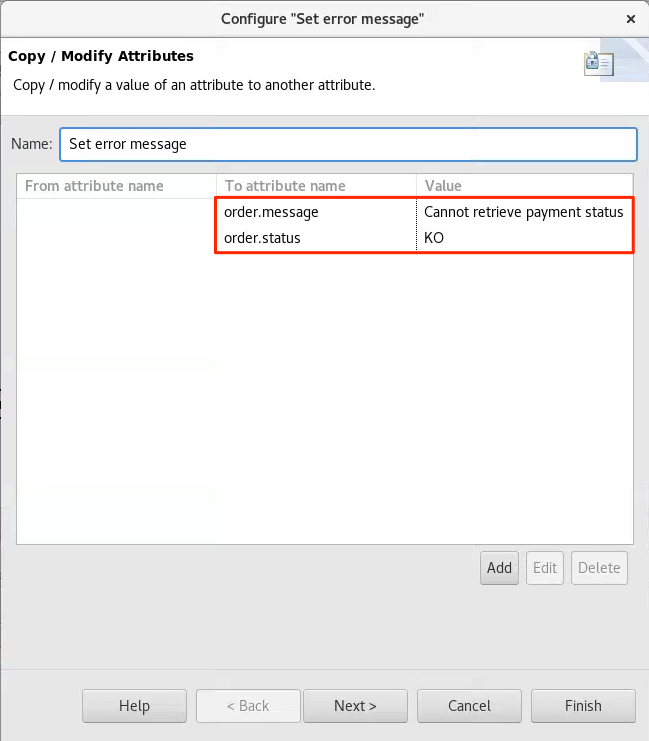 Configure "Set error message"
×
Copy / Modify Attributes
Copy / modify a value of an attribute to another attribute.
Name: Set error message
From attribute name To attribute name Value
order.message Cannot retrieve payment status
order.status KO
Add Edit Delete
Help < Back Next > Cancel Finish